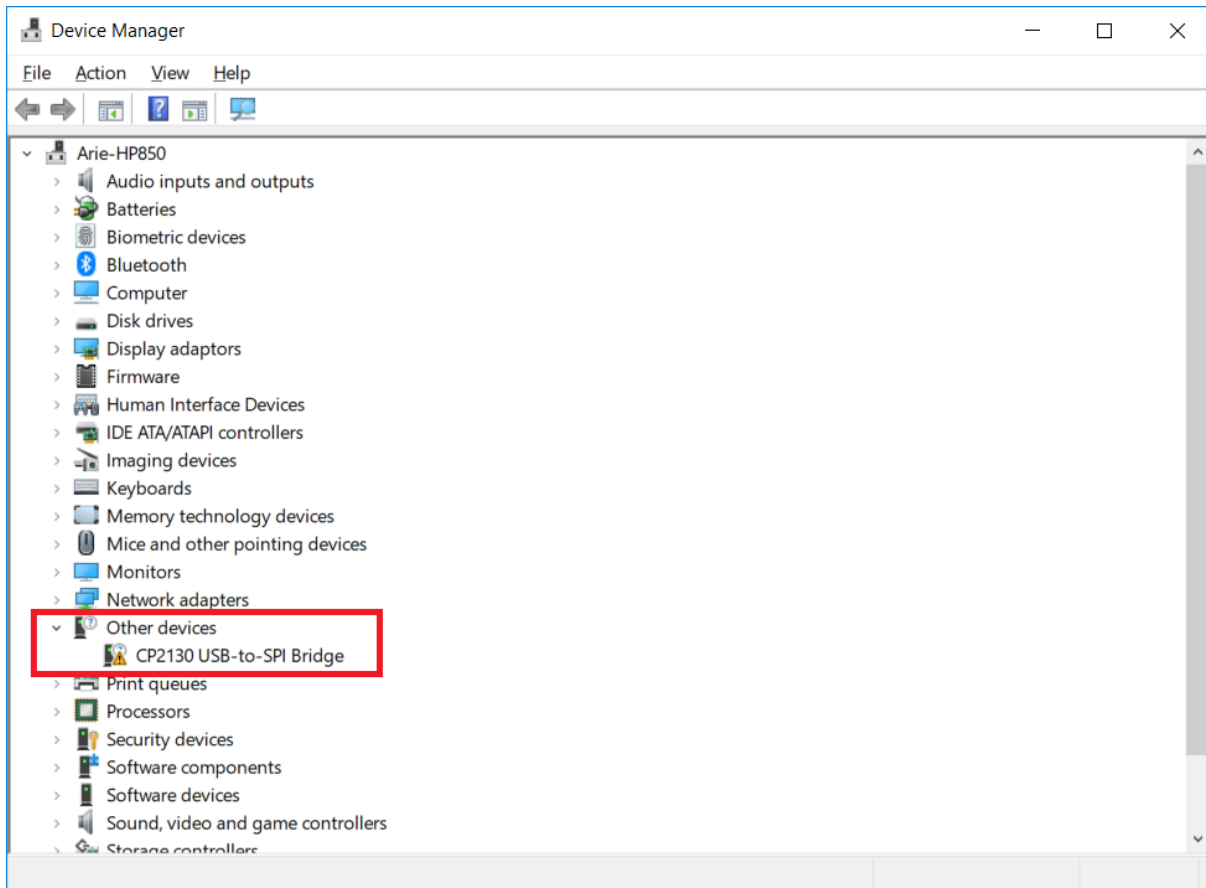 Device Manager
File Action View Help
Arie-HP850
Audio inputs and outputs
Batteries
Biometric devices
Bluetooth
Computer
Disk drives
Display adaptors
Firmware
Human Interface Devices
IDE ATA/ATAPI controllers
Imaging devices
Keyboards
Memory technology devices
Mice and other pointing devices
Monitors
Network adapters
Other devices
CP2130 USB-to-SPI Bridge
Print queues
Processors
Security devices
Software components
Software devices
Sound, video and game controllers
Storage controllers